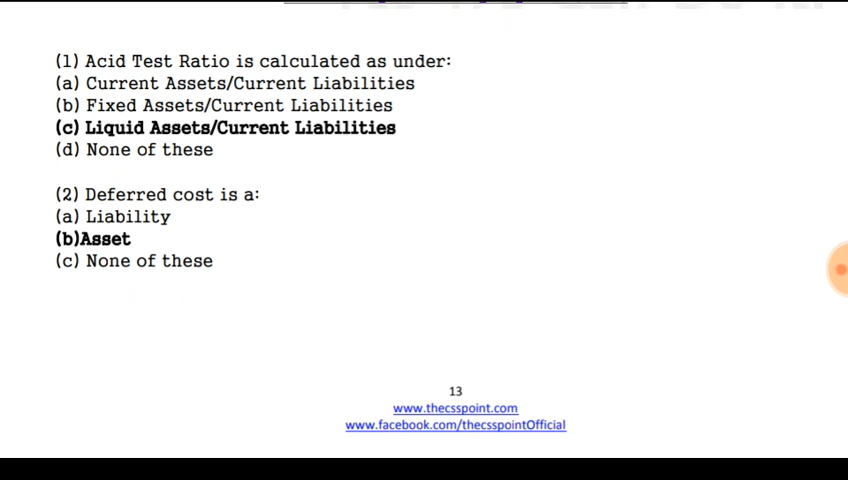 (1) Acid Test Ratio is calculated as under:
(a) Current Assets/Current Liabilities
(b) Fixed Assets/Current Liabilities
(c) Liquid Assets/Current Liabilities
(d) None of these
(2) Deferred cost is a:
(a) Liability
(b)Asset
(c) None of these
13
www.thecsspoint.com
www.facebook.com/thecsspointOfficial